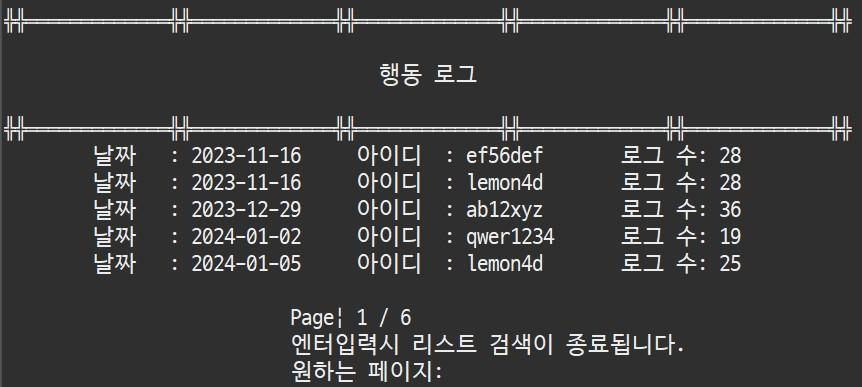 행동 로그
날짜 : 2023-11-16 아이디 : ef56def 로그 수: 28
날짜 : 2023-11-16 아이디 : lemon4d 로그 수: 28
날짜 : 2023-12-29 아이디 : ab12xyz 로그 수: 36
날짜 : 2024-01-02 아이디 : qwer1234 로그 수: 19
날짜 : 2024-01-05 아이디 : lemon4d 로그 수: 25
Page¦ 1 / 6
엔터입력시 리스트 검색이 종료됩니다.
원하는 페이지: